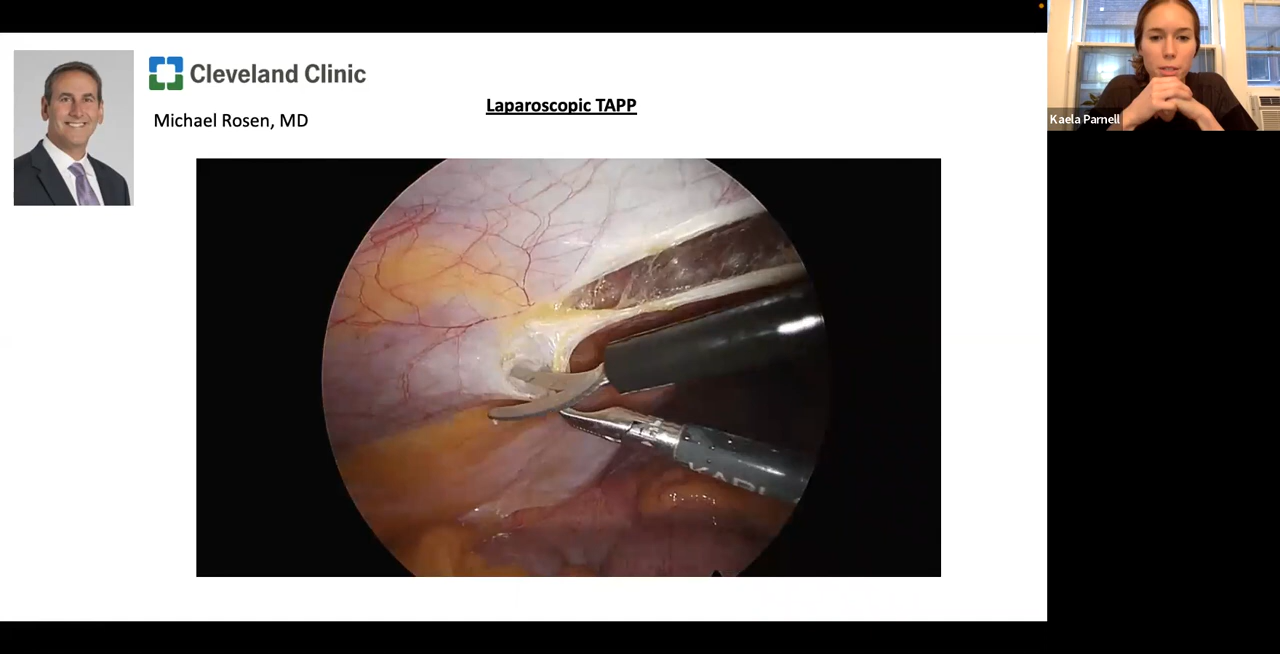 Cleveland Clinic
Laparoscopic TAPP
Michael Rosen, MD
Kaela Parnell